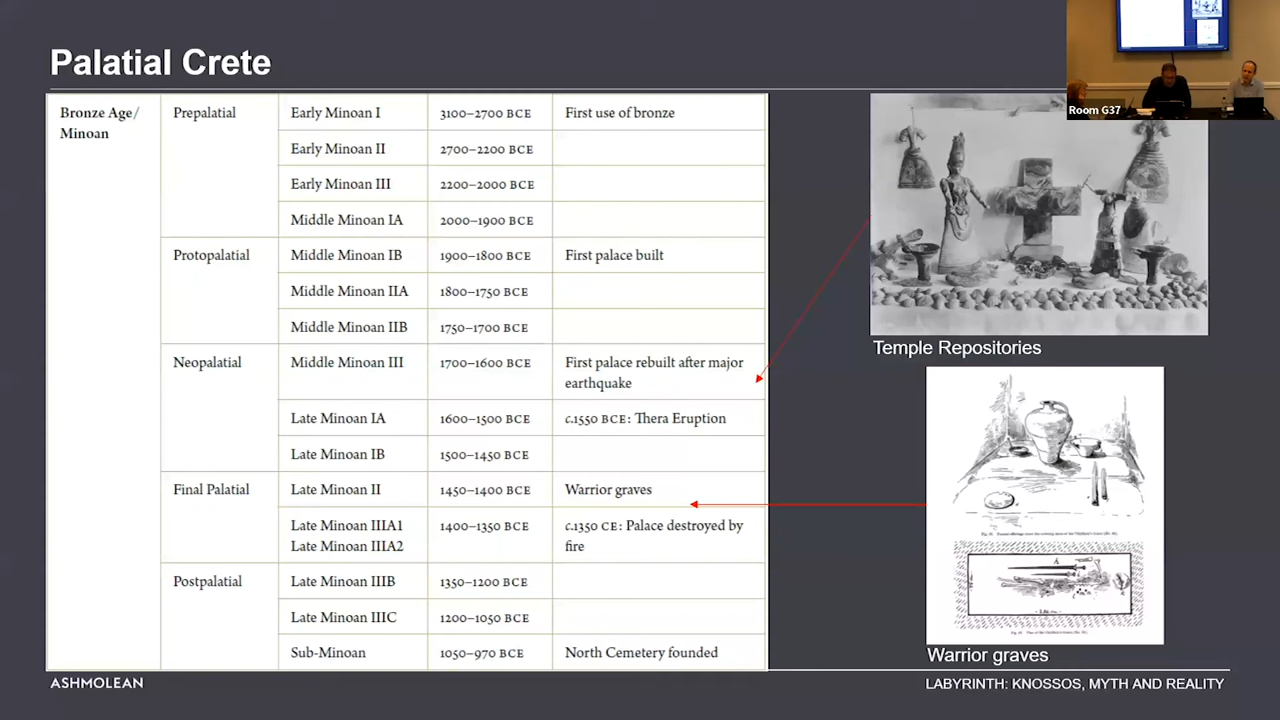 Palatial Crete
Room G37
Bronze Age/
Minoan
Prepalatial
Early Minoan I
3100–2700 BCE
First use of bronze
Early Minoan II
2700–2200 BCE
Early Minoan III
2200–2000 BCE
Middle Minoan IA
2000–1900 BCE
Protopalatial
Middle Minoan IB
1900–1800 BCE
First palace built
Middle Minoan IIA
1800–1750 BCE
Middle Minoan IIB
1750–1700 BCE
Neopalatial
Middle Minoan III
1700–1600 BCE
First palace rebuilt after major
earthquake
Late Minoan IA
1600–1500 BCE
c.1550 BCE: Thera Eruption
Late Minoan IB
1500–1450 BCE
Final Palatial
Late Minoan II
1450–1400 BCE
Warrior graves
Late Minoan IIIA1
Late Minoan IIIA2
1400–1350 BCE
c.1350 CE: Palace destroyed by
fire
Postpalatial
Late Minoan IIIB
1350–1200 BCE
Late Minoan IIIC
1200–1050 BCE
Sub-Minoan
1050–970 BCE
North Cemetery founded
Temple Repositories
Warrior graves
ASHMOLEAN
LABYRINTH: KNOSSOS, MYTH AND REALITY